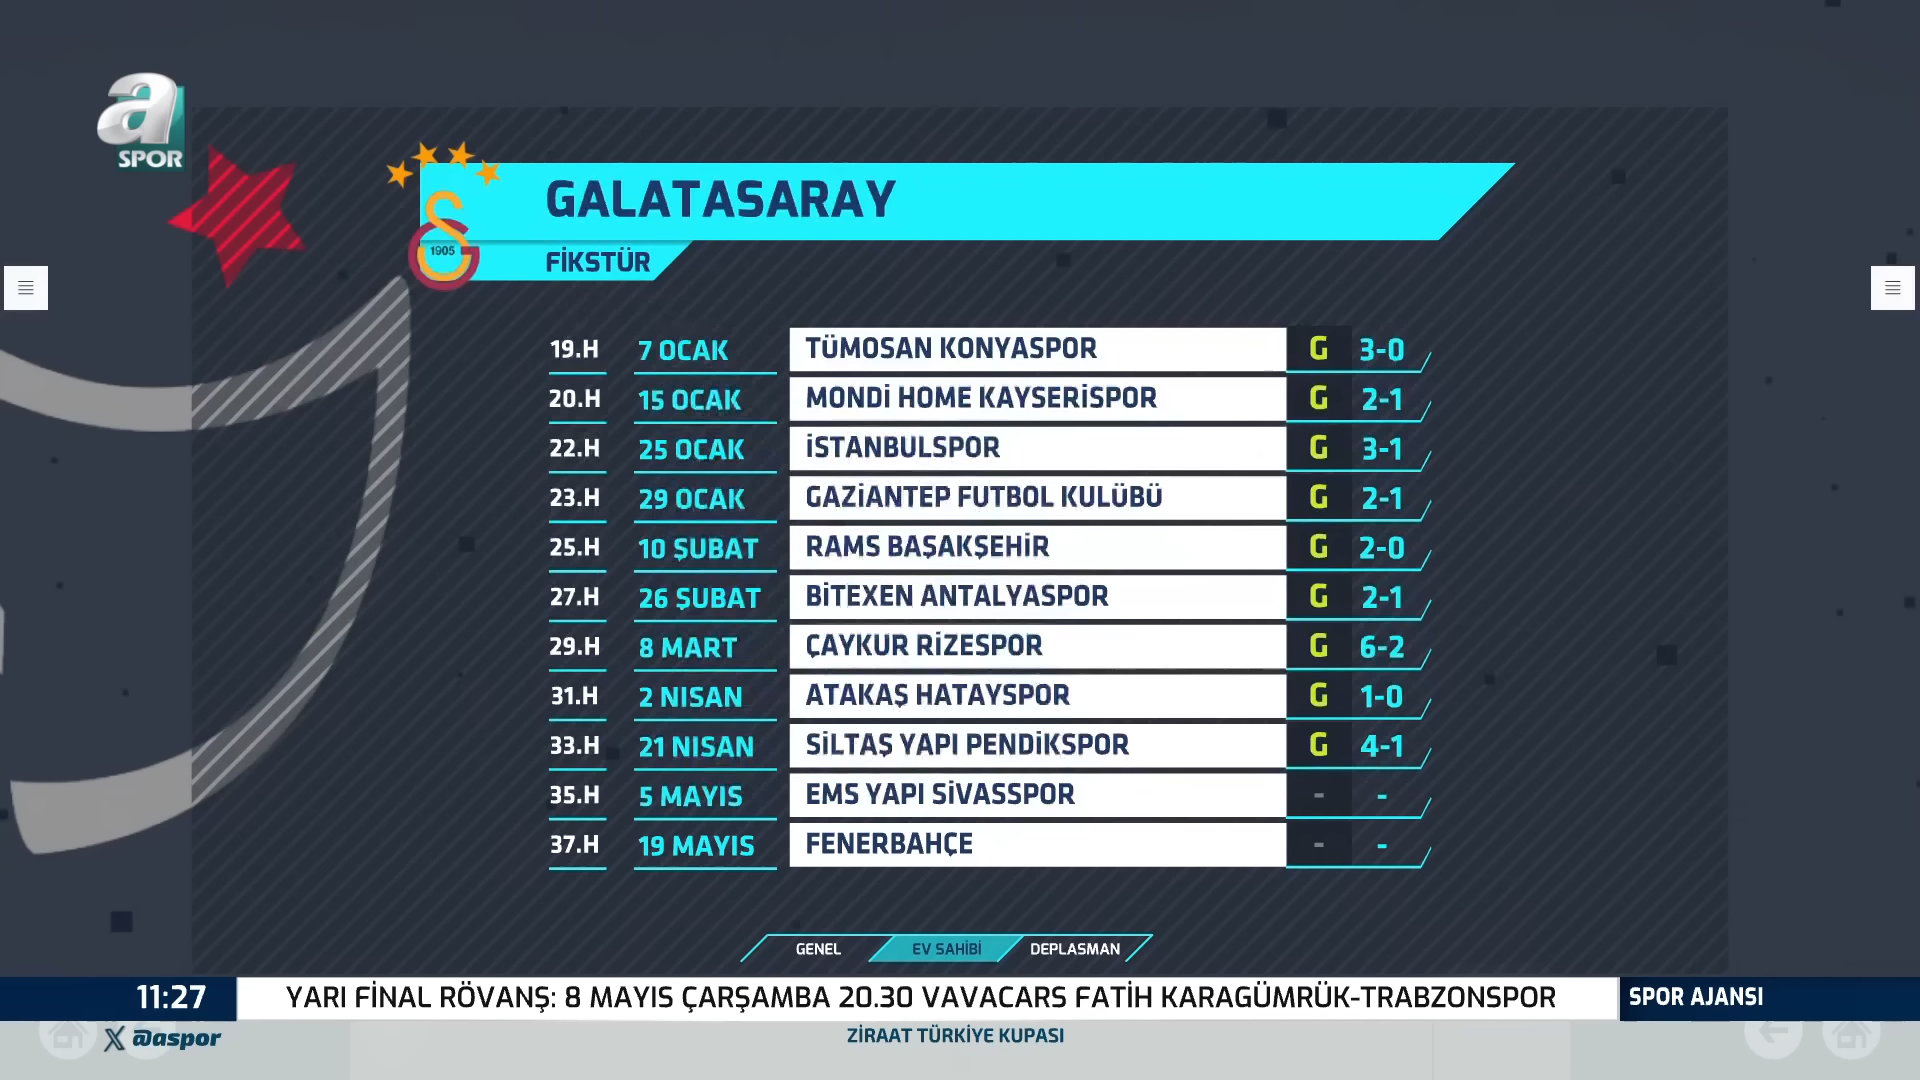 a
SPOR
GALATASARAY
1905
FİKSTÜR
19.H 7 OCAK TÜMOSAN KONYASPOR G 3-0
20.H 15 OCAK MONDİ HOME KAYSERİSPOR G 2-1
22.H 25 OCAK İSTANBULSPOR G 3-1
23.H 29 OCAK GAZİANTEP FUTBOL KULÜBÜ G 2-1
25.H 10 ŞUBAT RAMS BAŞAKŞEHİR G 2-0
27.H 26 ŞUBAT BİTEXEN ANTALYASPOR G 2-1
29.H 8 MART ÇAYKUR RİZESPOR G 6-2
31.H 2 NISAN ATAKAŞ HATAYSPOR G 1-0
33.H 21 NISAN SİLTAŞ YAPI PENDİKSPOR G 4-1
35.H 5 MAYIS EMS YAPI SİVASSPOR - -
37.H 19 MAYIS FENERBAHÇE - -
GENEL EV SAHİBİ DEPLASMAN
11:27 YARI FİNAL RÖVANŞ: 8 MAYIS ÇARŞAMBA 20.30 VAVACARS FATİH KARAGÜMRÜK-TRABZONSPOR SPOR AJANSI
X @aspor ZİRAAT TÜRKİYE KUPASI